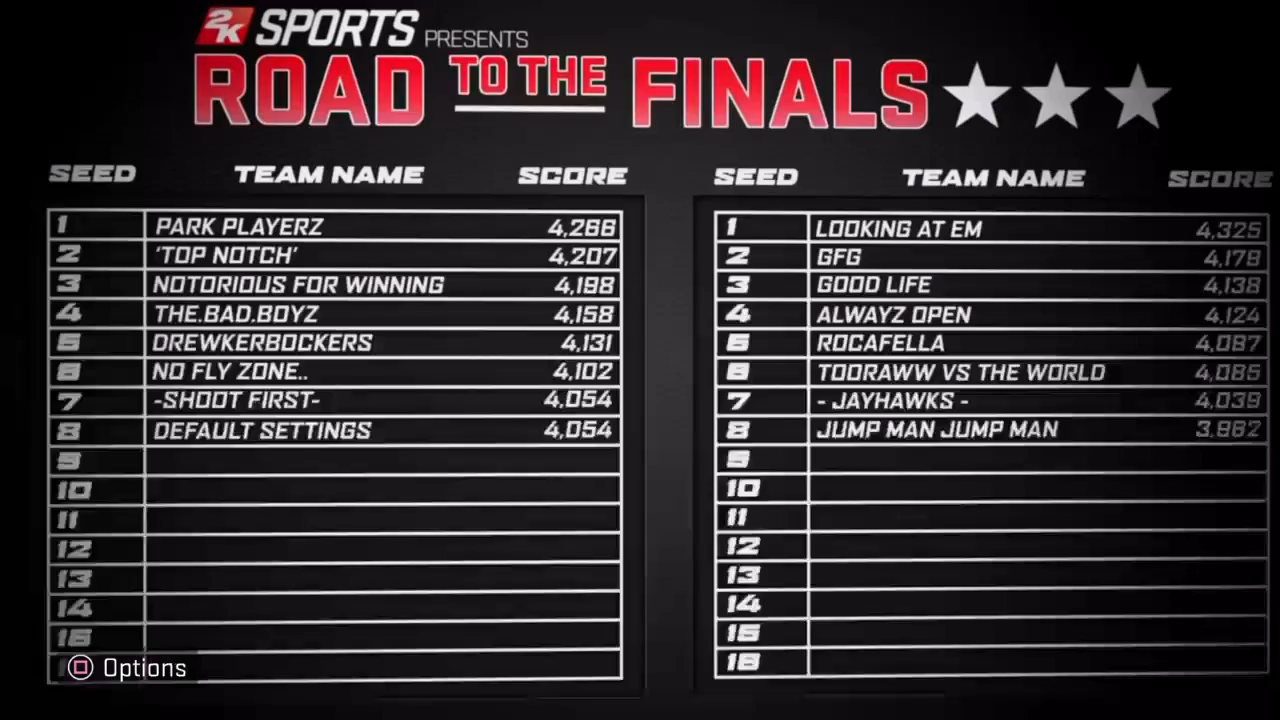 2K SPORTS PRESENTS
ROAD TO THE FINALS
SEED TEAM NAME SCORE
1 PARK PLAYERZ 4,266
2 'TOP NOTCH' 4,207
3 NOTORIOUS FOR WINNING 4,198
4 THE.BAD.BOYZ 4,158
5 DREWKERBOCKERS 4,131
6 NO FLY ZONE.. 4,102
7 -SHOOT FIRST- 4,054
8 DEFAULT SETTINGS 4,054
9
10
11
12
13
14
15
Options
SEED TEAM NAME SCORE
1 LOOKING AT EM 4,325
2 GFG 4,178
3 GOOD LIFE 4,138
4 ALWAYZ OPEN 4,124
5 ROCAFELLA 4,087
6 TOORAWW VS THE WORLD 4,085
7 - JAYHAWKS - 4,039
8 JUMP MAN JUMP MAN
9
10
11
12
13
14
15
16